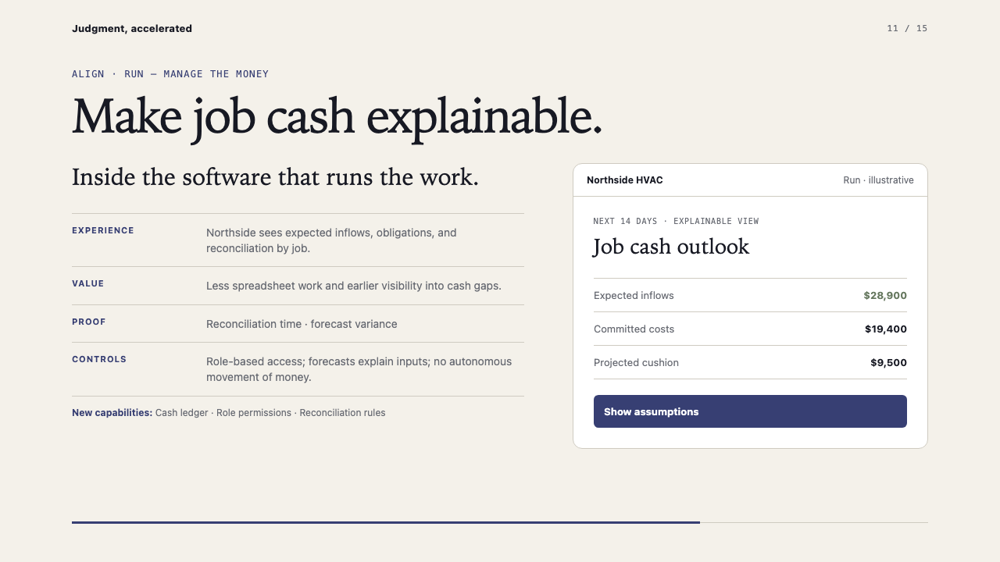 Judgment, accelerated
11 / 15
ALIGN · RUN — MANAGE THE MONEY
Make job cash explainable.
Inside the software that runs the work.
EXPERIENCE
Northside sees expected inflows, obligations, and
reconciliation by job.
VALUE
Less spreadsheet work and earlier visibility into cash gaps.
PROOF
Reconciliation time · forecast variance
CONTROLS
Role-based access; forecasts explain inputs; no autonomous
movement of money.
New capabilities: Cash ledger · Role permissions · Reconciliation rules
Northside HVAC
Run · illustrative
NEXT 14 DAYS · EXPLAINABLE VIEW
Job cash outlook
Expected inflows $28,900
Committed costs $19,400
Projected cushion $9,500
Show assumptions